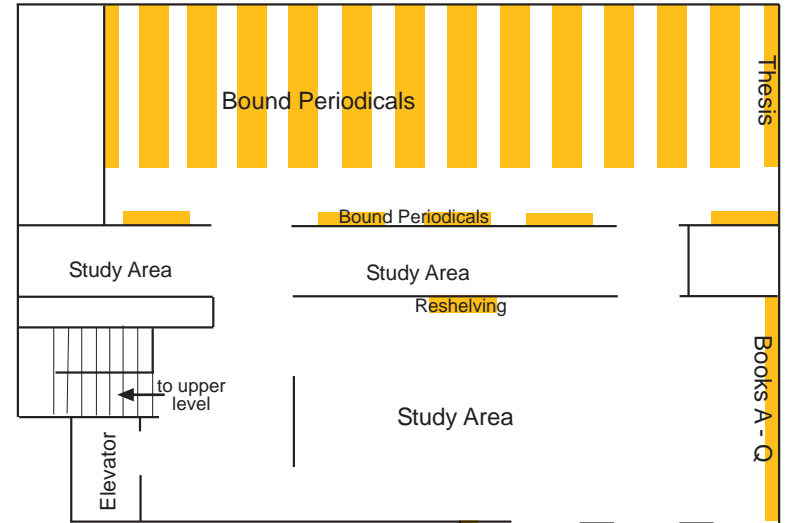 Thesis
Bound Periodicals
Bound Periodicals
Study Area
Study Area
Reshelving
Books A - Q
to upper
level
Study Area
Elevator